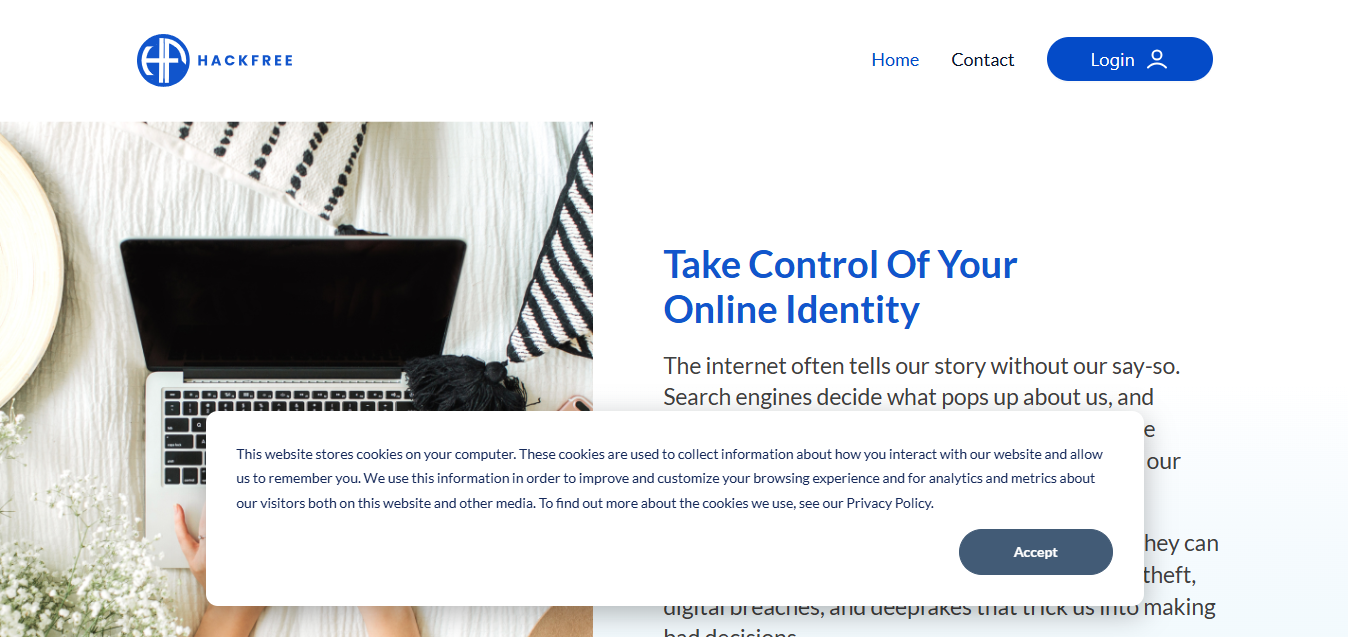 HACKFREE
Home
Contact
Login
Take Control Of Your
Online Identity
The internet often tells our story without our say-so.
Search engines decide what pops up about us, and
our
This website stores cookies on your computer. These cookies are used to collect information about how you interact with our website and allow
us to remember you. We use this information in order to improve and customize your browsing experience and for analytics and metrics about
our visitors both on this website and other media. To find out more about the cookies we use, see our Privacy Policy.
Accept
hey can
theft,
digital breaches, and deepfakes that trick us into making
bad decisions.